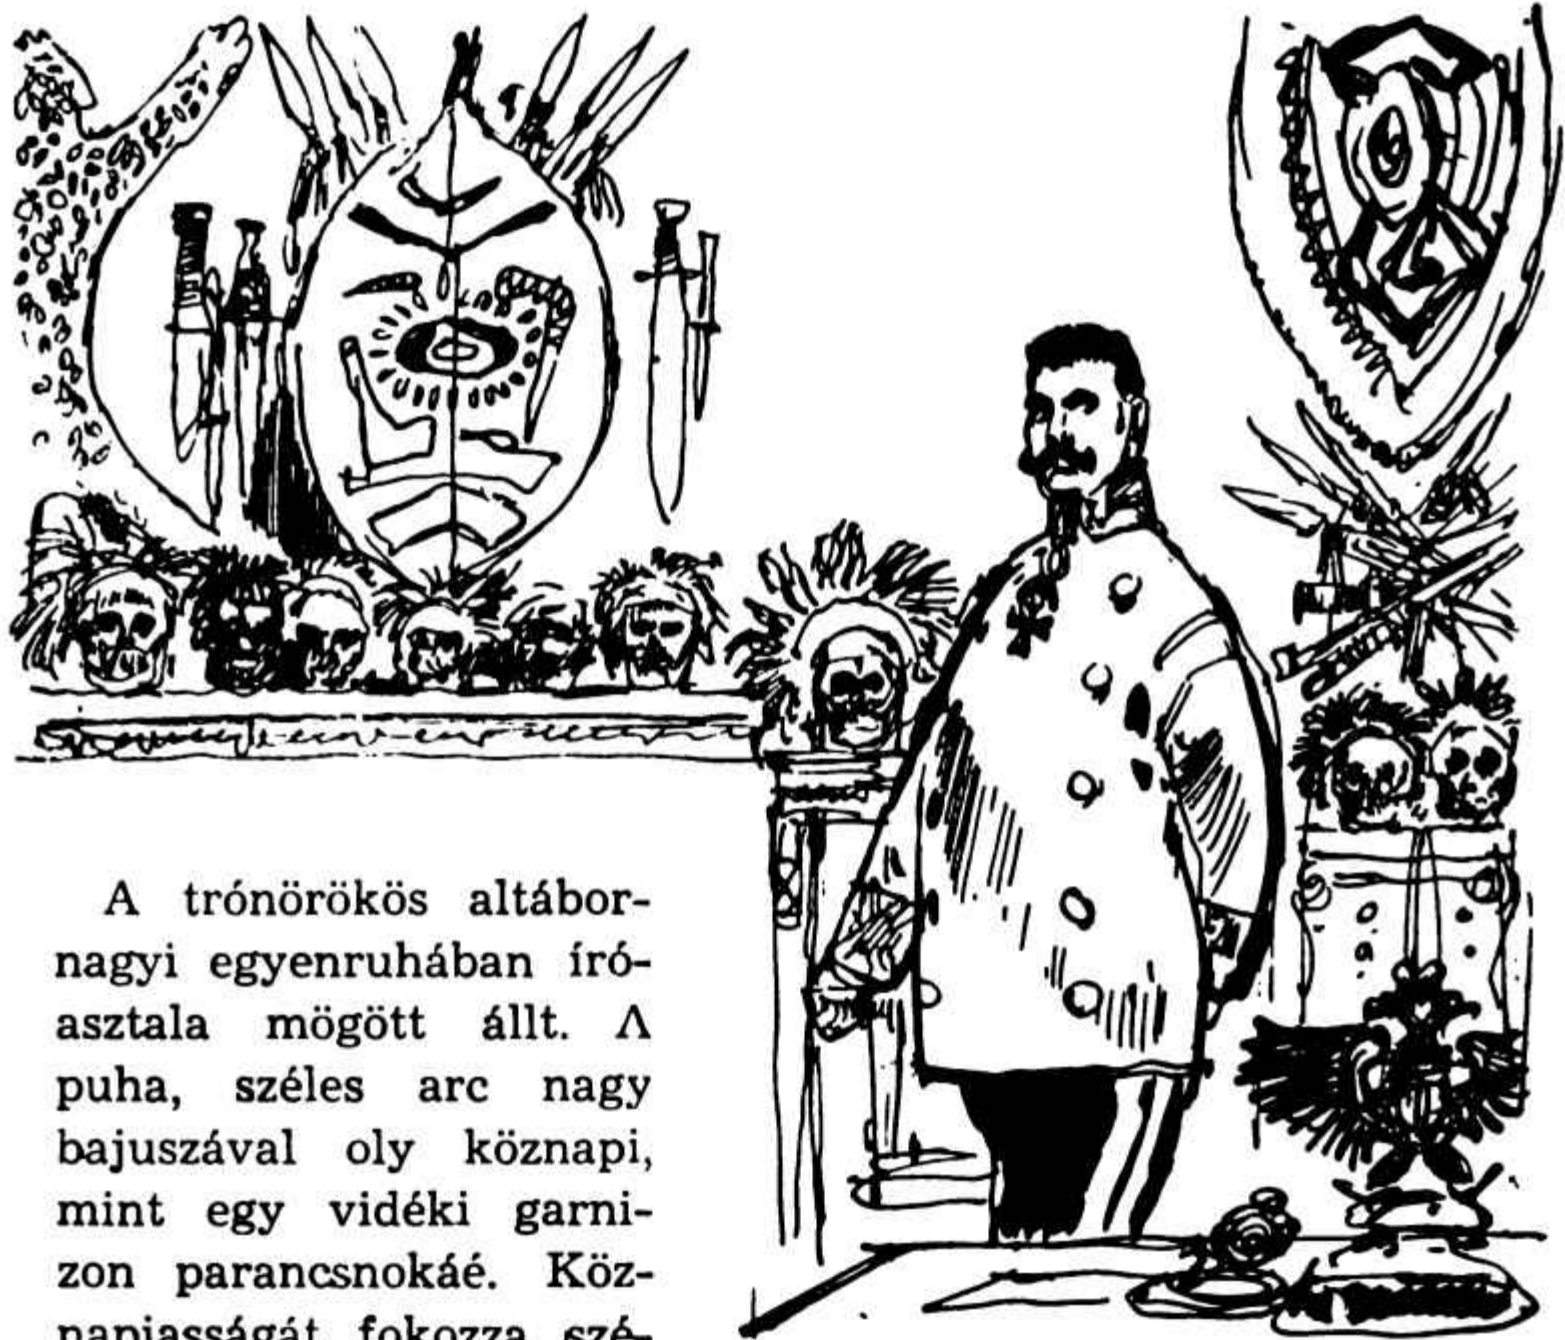 A trónörökös altábor-
nagyi egyenruhában író-
asztala mögött állt. A
puha, széles arc nagy
bajuszával oly köznapi,
mint egy vidéki garni-
zon parancsnokáé. Köz-
napiasságát fokozza szé-